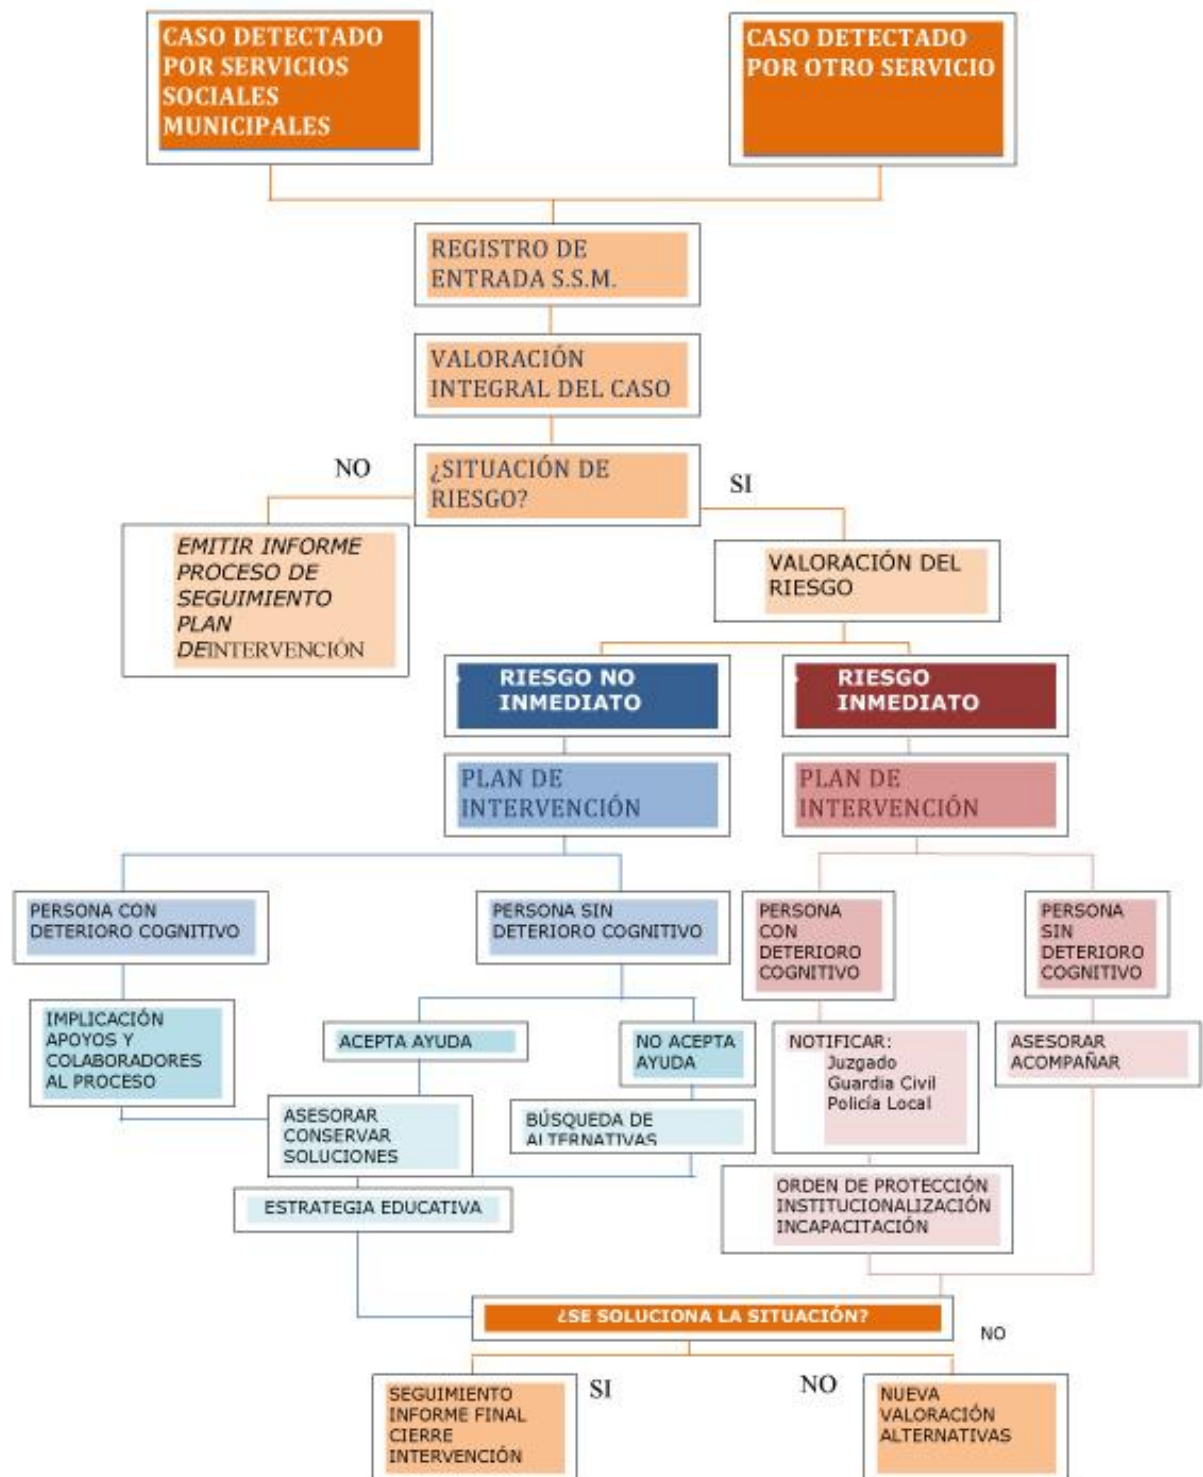 CASO DETECTADO
POR SERVICIOS
SOCIALES
MUNICIPALES
CASO DETECTADO
POR OTRO SERVICIO
REGISTRO DE
ENTRADA S.S.M.
VALORACIÓN
INTEGRAL DEL CASO
¿SITUACIÓN DE
RIESGO?
NO
SI
EMITIR INFORME
PROCESO DE
SEGUIMIENTO
PLAN
DEINTERVENCIÓN
VALORACIÓN DEL
RIESGO
RIESGO NO
INMEDIATO
RIESGO
INMEDIATO
PLAN DE
INTERVENCIÓN
PLAN DE
INTERVENCIÓN
PERSONA CON
DETERIORO COGNITIVO
PERSONA SIN
DETERIORO COGNITIVO
PERSONA
CON
DETERIORO
COGNITIVO
PERSONA
SIN
DETERIORO
COGNITIVO
IMPLICACIÓN
APOYOS Y
COLABORADORES
AL PROCESO
ACEPTA AYUDA
NO ACEPTA
AYUDA
NOTIFICAR:
Juzgado
Guardia Civil
Policía Local
ASESORAR
ACOMPAÑAR
ASESORAR
CONSERVAR
SOLUCIONES
BÚSQUEDA DE
ALTERNATIVAS
ORDEN DE PROTECCIÓN
INSTITUCIONALIZACIÓN
INCAPACITACIÓN
ESTRATEGIA EDUCATIVA
¿SE SOLUCIONA LA SITUACIÓN?
NO
SI
NO
SEGUIMIENTO
INFORME FINAL
CIERRE
INTERVENCIÓN
NUEVA
VALORACIÓN
ALTERNATIVAS